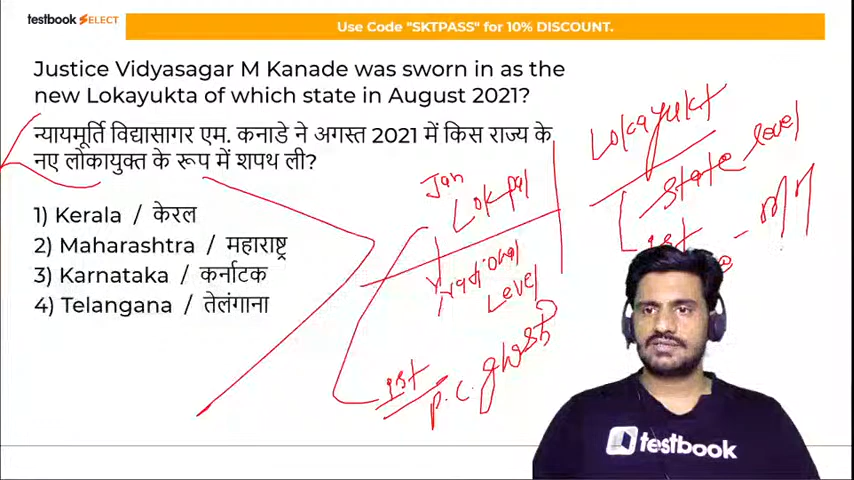 testbook SELECT
Use Code "SKTPASS" for 10% DISCOUNT.
Justice Vidyasagar M Kanade was sworn in as the
new Lokayukta of which state in August 2021?
न्यायमूर्ति विद्यासागर एम. कनाडे ने अगस्त 2021 में किस राज्य के
नए लोकायुक्त के रूप में शपथ ली?
1) Kerala / केरल
2) Maharashtra / महाराष्ट्र
3) Karnataka / कर्नाटक
4) Telangana / तेलंगाना
Jan
Lokpal
National
Level
1st
P.C. ghosh
Lokayukt
State level
1st
testbook